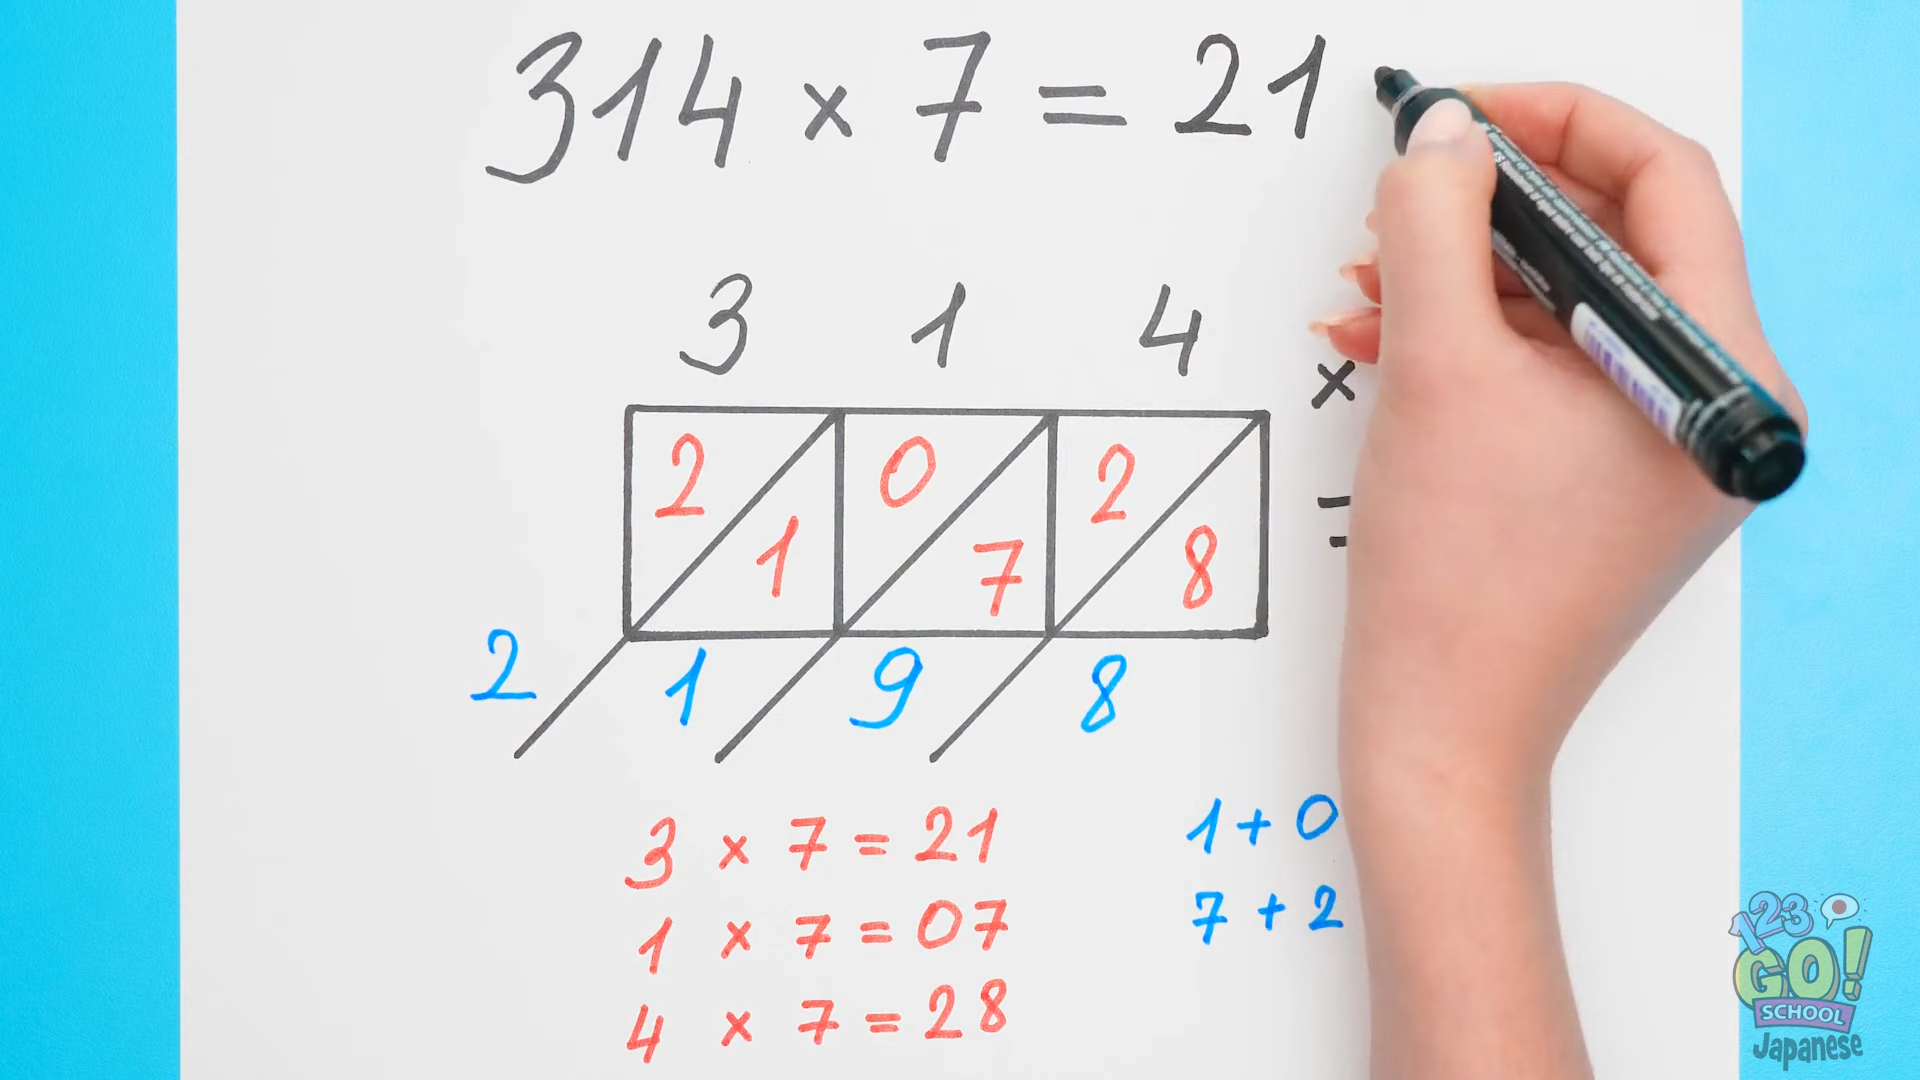 314 × 7 = 21
3 1 4 ×
2 0 2
1 7 8
=
2 1 9 8
3 × 7 = 21
1 × 7 = 07
4 × 7 = 28
1 + 0
7 + 2
123
GO!
SCHOOL
Japanese